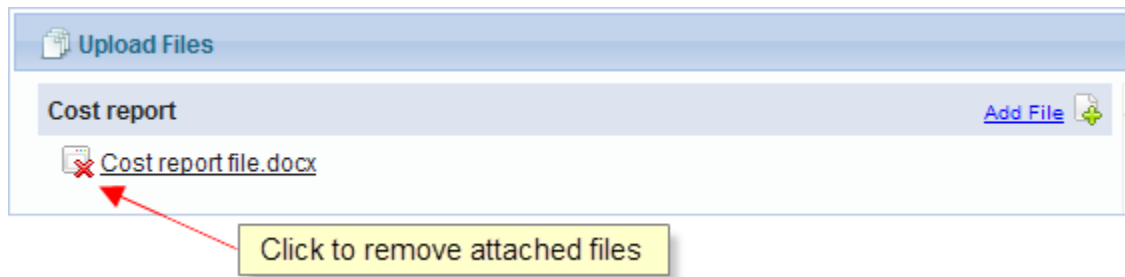 Upload Files
Cost report
Add File
Cost report file.docx
Click to remove attached files